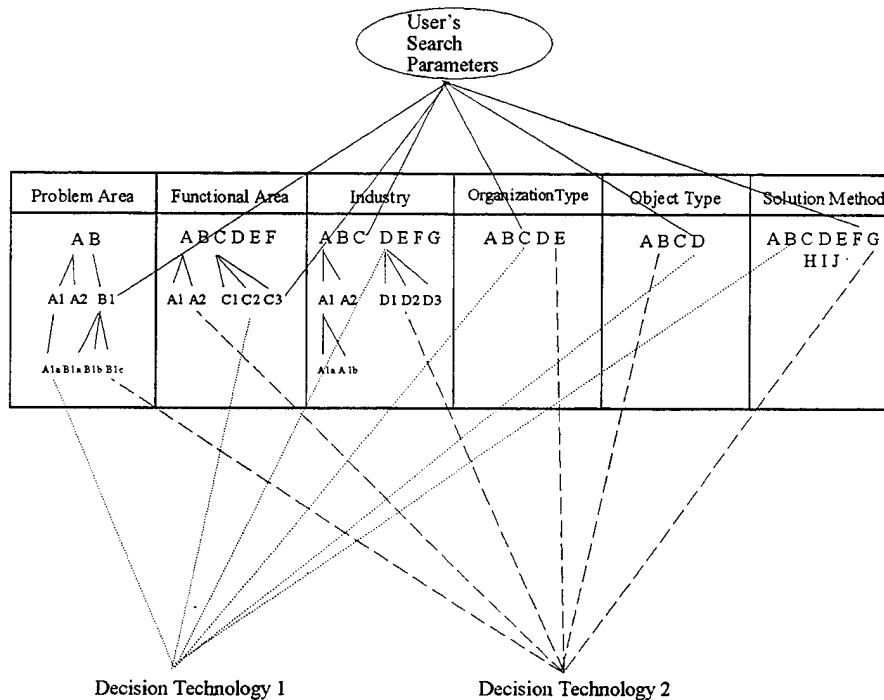 User's
Search
Parameters
Problem Area Functional Area Industry Organization Type Object Type Solution Method
A B A B C D E F A B C D E F G A B C D E A B C D A B C D E F G
H I J
A1 A2 B1 A1 A2 C1 C2 C3 A1 A2 D1 D2 D3
A1a B1a B1b B1c A1a A1b
Decision Technology 1 Decision Technology 2